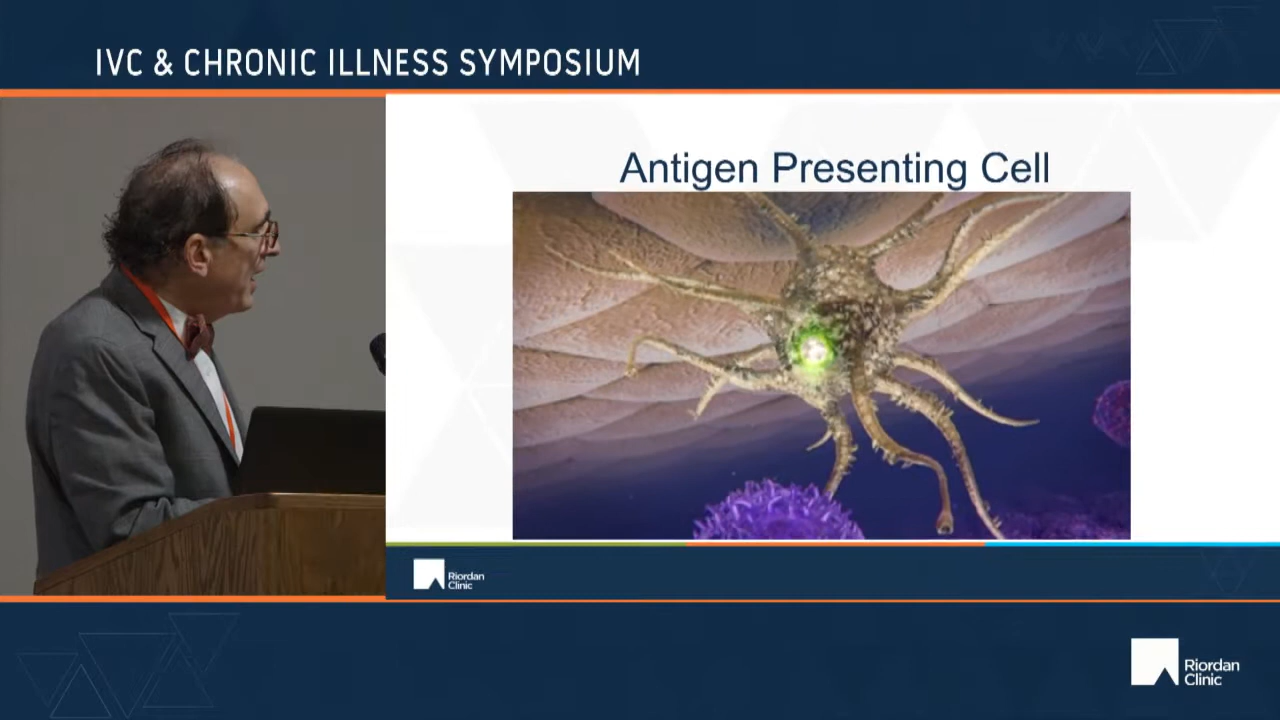 IVC & CHRONIC ILLNESS SYMPOSIUM
Antigen Presenting Cell
Riordan
Clinic
Riordan
Clinic